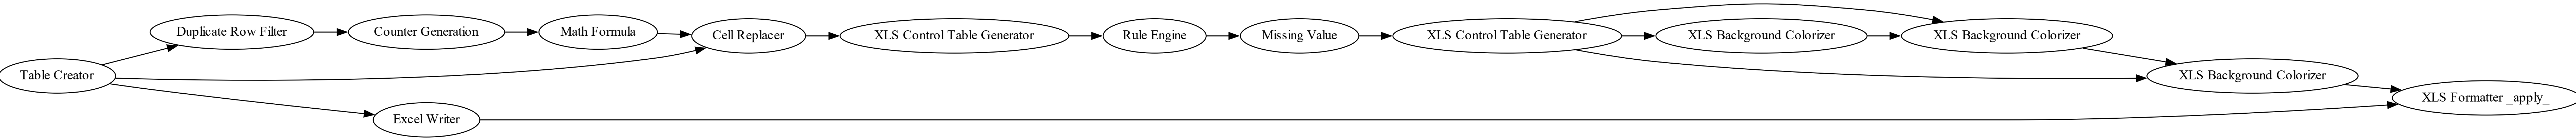 Table Creator
Duplicate Row Filter
Counter Generation
Math Formula
Cell Replacer
XLS Control Table Generator
Rule Engine
Missing Value
XLS Control Table Generator
XLS Background Colorizer
XLS Background Colorizer
XLS Background Colorizer
XLS Formatter _apply_
Excel Writer